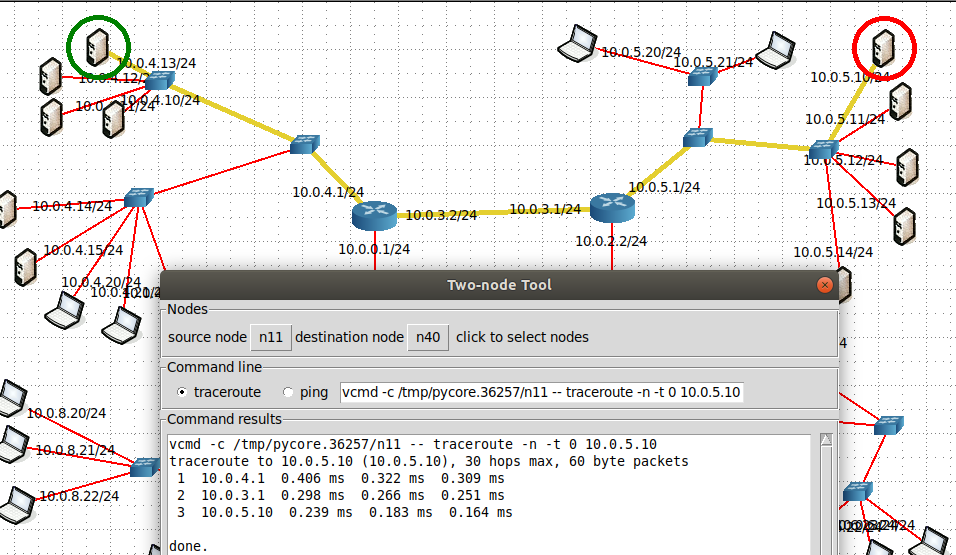 10.0.4.13/24
10.0.4.12/2
10.0.4.10/24
10.0.5.20/24
10.0.5.21/24
10.0.5.10/24
10.0.5.11/24
10.0.5.12/24
10.0.5.13/24
10.0.5.14/24
10.0.4.1/24
10.0.3.2/24
10.0.3.1/24
10.0.5.1/24
10.0.0.1/24
10.0.2.2/24
10.0.4.14/24
10.0.4.15/24
10.0.4.20/24
Two-node Tool
Nodes
source node n11 destination node n40 click to select nodes
Command line
traceroute ping vcmd -c /tmp/pycore.36257/n11 -- traceroute -n -t 0 10.0.5.10
Command results
vcmd -c /tmp/pycore.36257/n11 -- traceroute -n -t 0 10.0.5.10
traceroute to 10.0.5.10 (10.0.5.10), 30 hops max, 60 byte packets
1 10.0.4.1 0.406 ms 0.322 ms 0.309 ms
2 10.0.3.1 0.298 ms 0.266 ms 0.251 ms
3 10.0.5.10 0.239 ms 0.183 ms 0.164 ms
done.
10.0.8.20/24
10.0.8.21/24
10.0.8.22/24